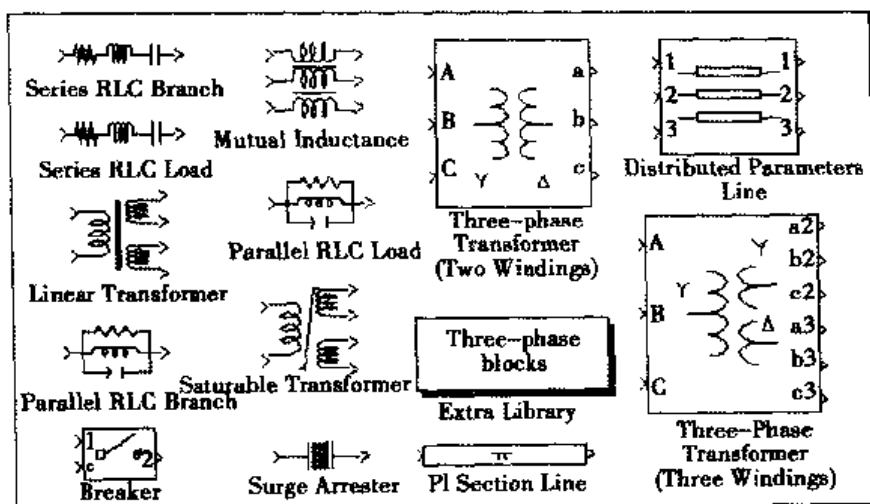 Series RLC Branch
Series RLC Load
Linear Transformer
Parallel RLC Branch
1
c
2
Breaker
Mutual Inductance
Parallel RLC Load
Saturable Transformer
Surge Arrester
A
B
C
a
b
c
Y
Δ
Three-phase
Transformer
(Two Windings)
Three-phase
blocks
Extra Library
π
PI Section Line
1
2
3
1
2
3
Distributed Parameters
Line
A
B
C
Y
Y
Δ
a2
b2
c2
a3
b3
c3
Three-Phase
Transformer
(Three Windings)